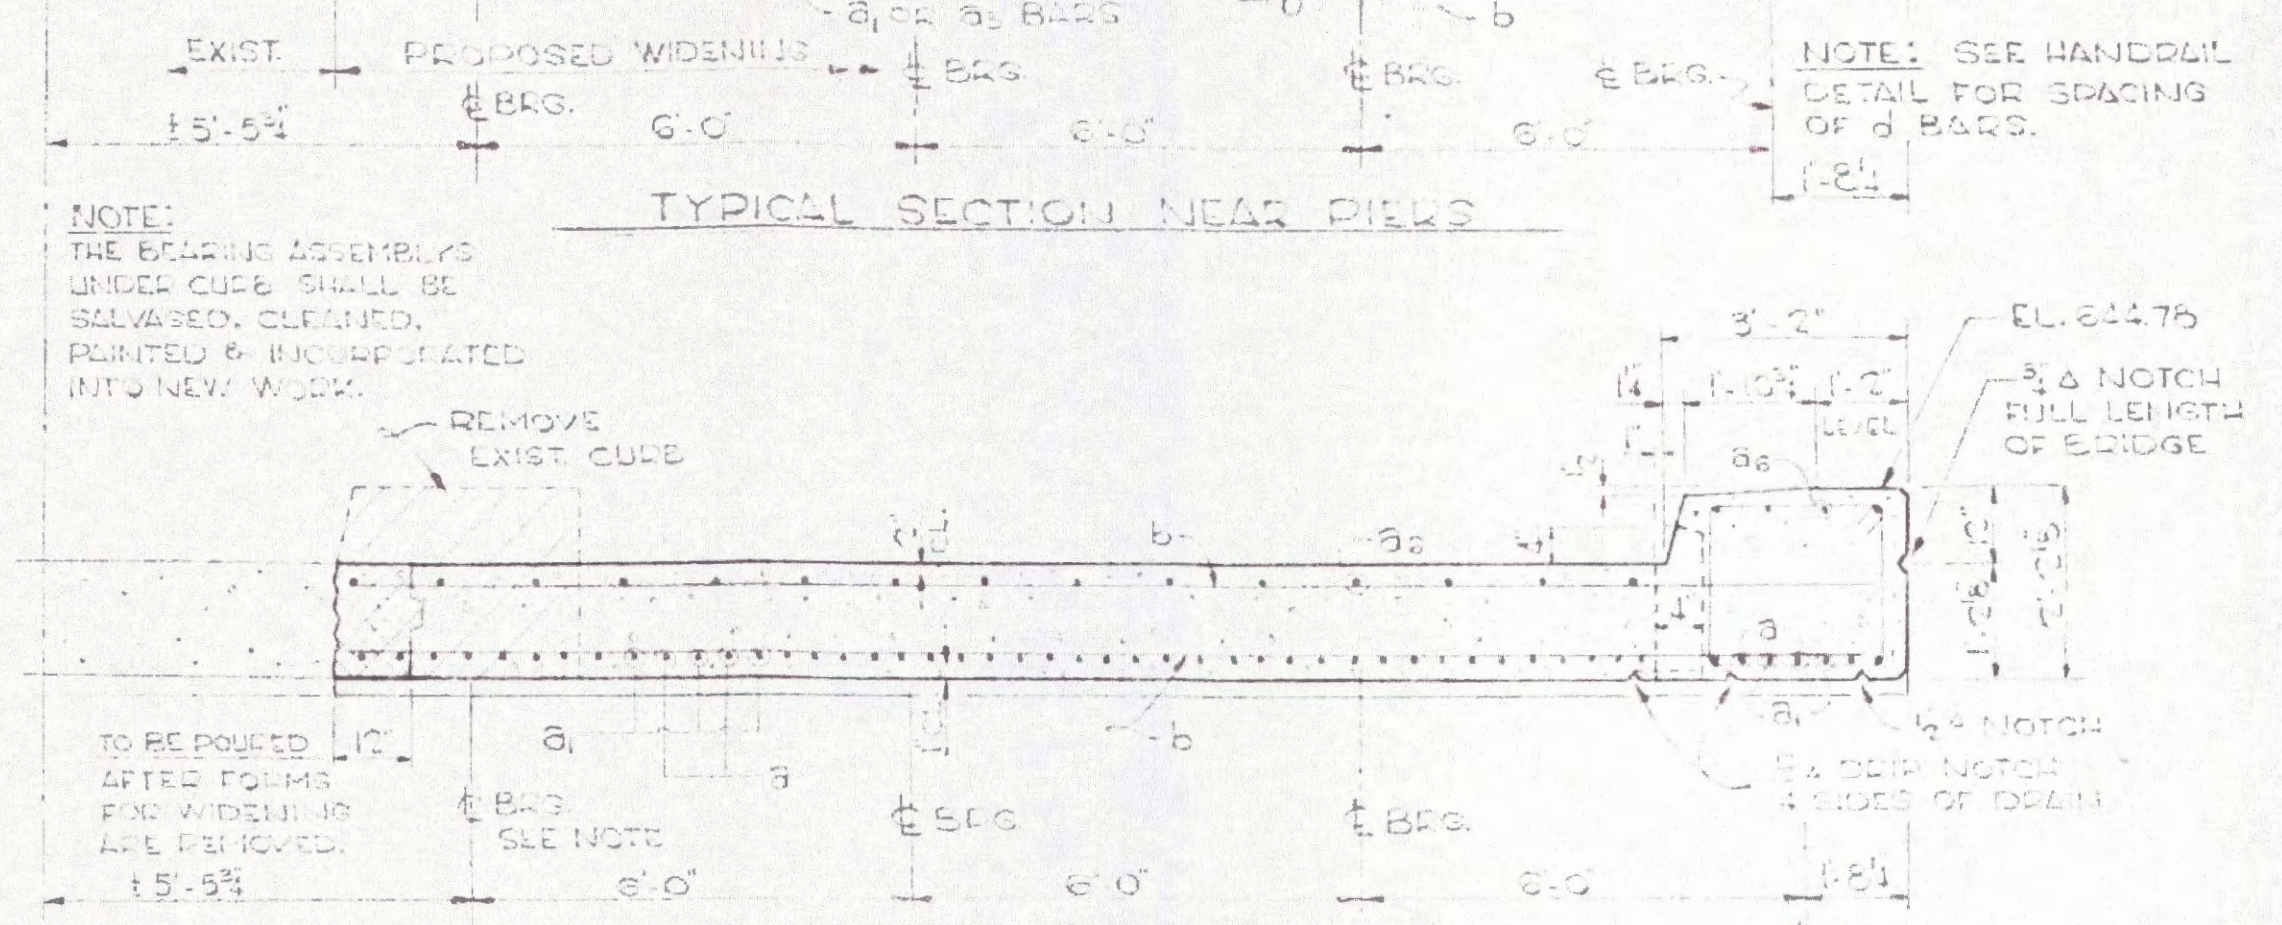 a₁ OR a₃ BARS
b
EXIST.
PROPOSED WIDENING
℄ BRG.
℄ BRG.
℄ BRG.
℄ BRG.
±5'-5¾"
6'-0"
6'-0"
6'-0"
1'-8¼"
NOTE: SEE HANDRAIL
DETAIL FOR SPACING
OF d BARS.
TYPICAL SECTION NEAR PIERS
NOTE:
THE BEARING ASSEMBLYS
UNDER CURB SHALL BE
SALVAGED, CLEANED,
PAINTED & INCORPORATED
INTO NEW WORK.
REMOVE
EXIST. CURB
3'-2"
1'-10¾"
1'-2"
LEVEL
EL. 644.78
¾" Δ NOTCH
FULL LENGTH
OF BRIDGE
a₆
b
a
10"
a₁
½" Δ NOTCH
DRIP NOTCH
4 SIDES OF DRAIN
TO BE POURED
AFTER FORMS
FOR WIDENING
ARE REMOVED.
12"
a₁
a
b
℄ BRG.
SEE NOTE
℄ BRG.
℄ BRG.
±5'-5¾"
6'-0"
6'-0"
6'-0"
1'-8¼"